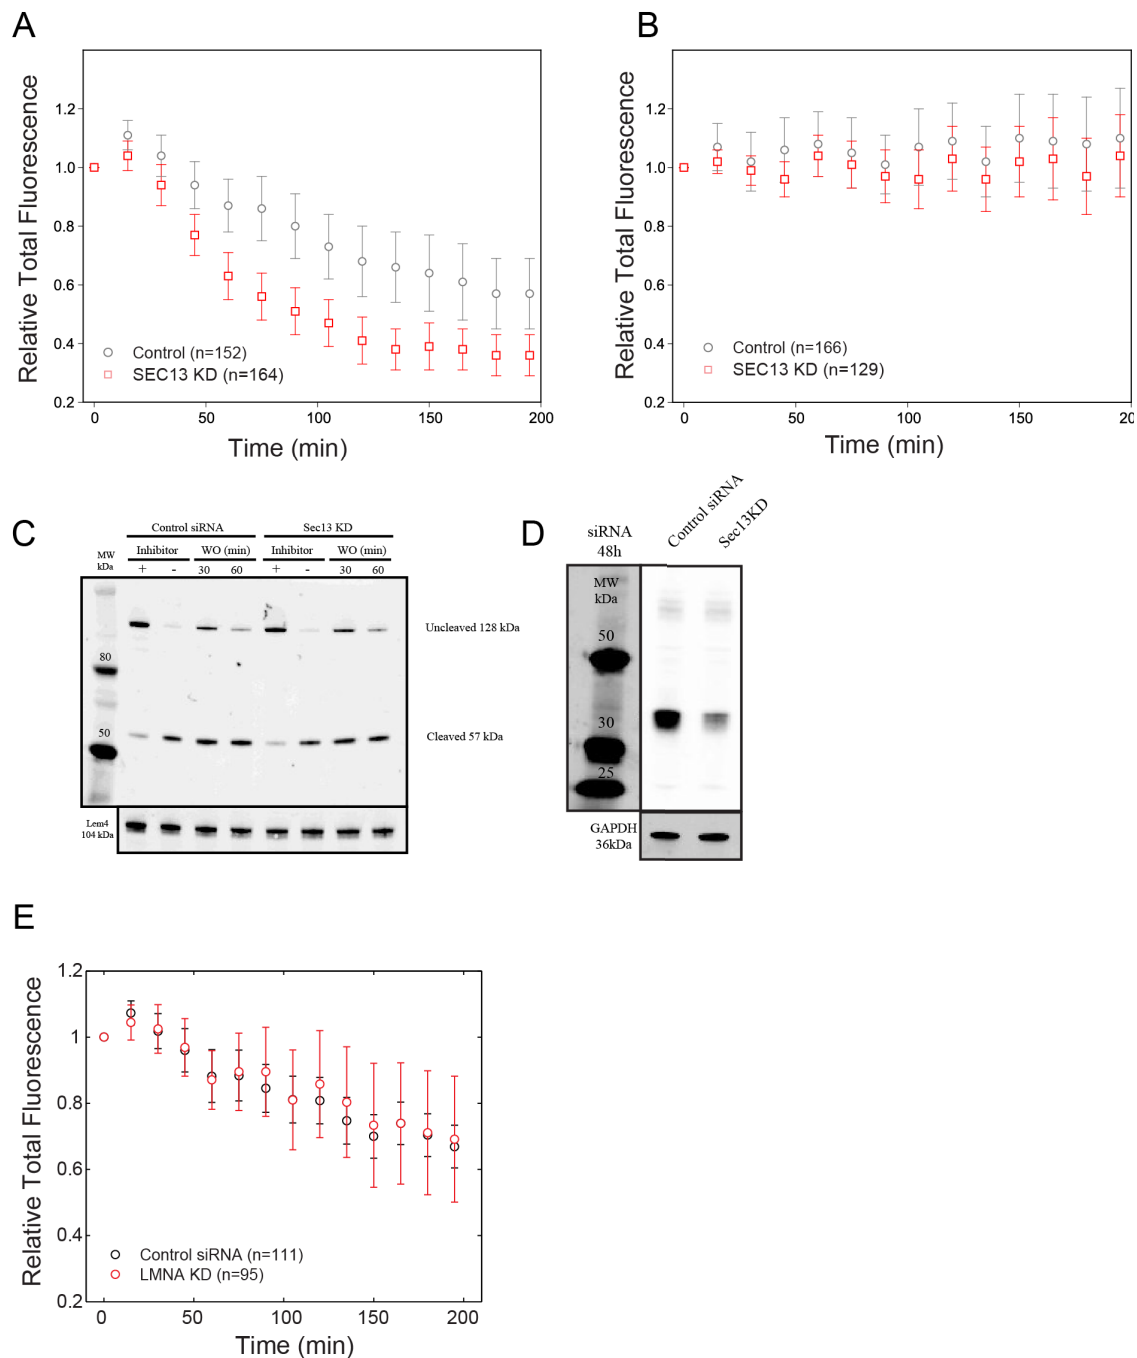 A
Relative Total Fluorescence
1.2
1.0
0.8
0.6
0.4
0.2
Control (n=152)
SEC13 KD (n=164)
0 50 100 150 200
Time (min)
B
Relative Total Fluorescence
1.2
1.0
0.8
0.6
0.4
0.2
Control (n=166)
SEC13 KD (n=129)
0 50 100 150 20
Time (min)
C
Control siRNA Sec13 KD
MW
kDa
Inhibitor WO (min) Inhibitor WO (min)
+ - 30 60 + - 30 60
80
50
Uncleaved 128 kDa
Cleaved 57 kDa
Lem4
104 kDa
D
siRNA
48h
Control siRNA
Sec13KD
MW
kDa
50
30
25
GAPDH
36kDa
E
Relative Total Fluorescence
1.2
1
0.8
0.6
0.4
0.2
Control siRNA (n=111)
LMNA KD (n=95)
0 50 100 150 200
Time (min)